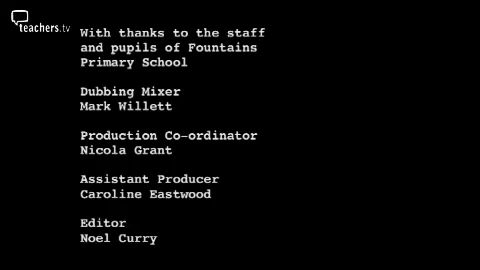 teachers.tv
With thanks to the staff
and pupils of Fountains
Primary School
Dubbing Mixer
Mark Willett
Production Co-ordinator
Nicola Grant
Assistant Producer
Caroline Eastwood
Editor
Noel Curry